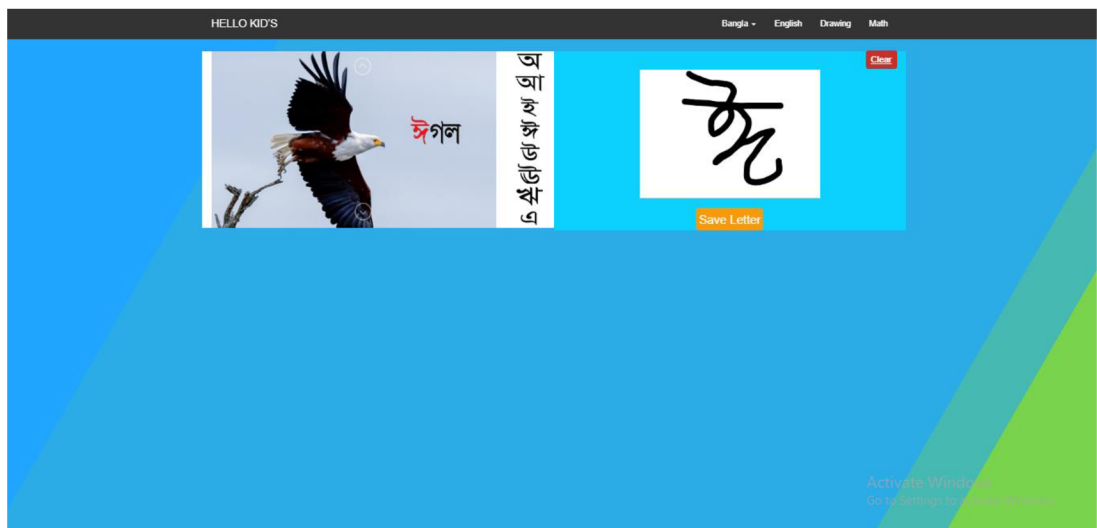 HELLO KID'S
Bangla
English
Drawing
Math
ঈগল
অ
আ
ই
ঈ
উ
ঊ
ঋ
এ
Clear
ঈ
Save Letter
Activate Windows
Go to Settings to activate Windows.